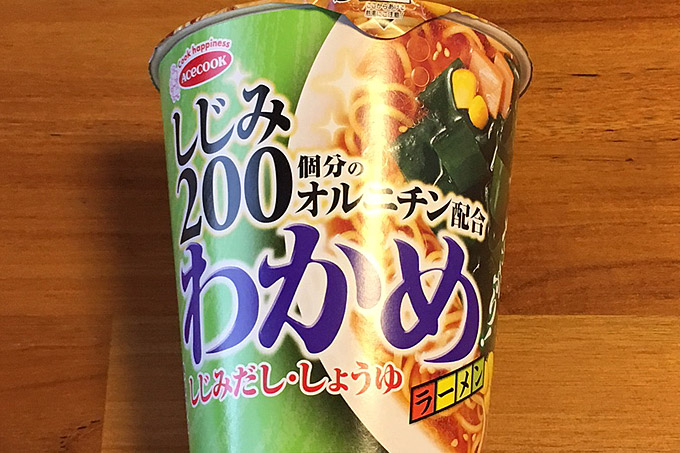 Cook happiness
ACECOOK
しじみ
200個分の
オルニチン配合
わかめ
しじみだし・しょうゆ
ラーメン